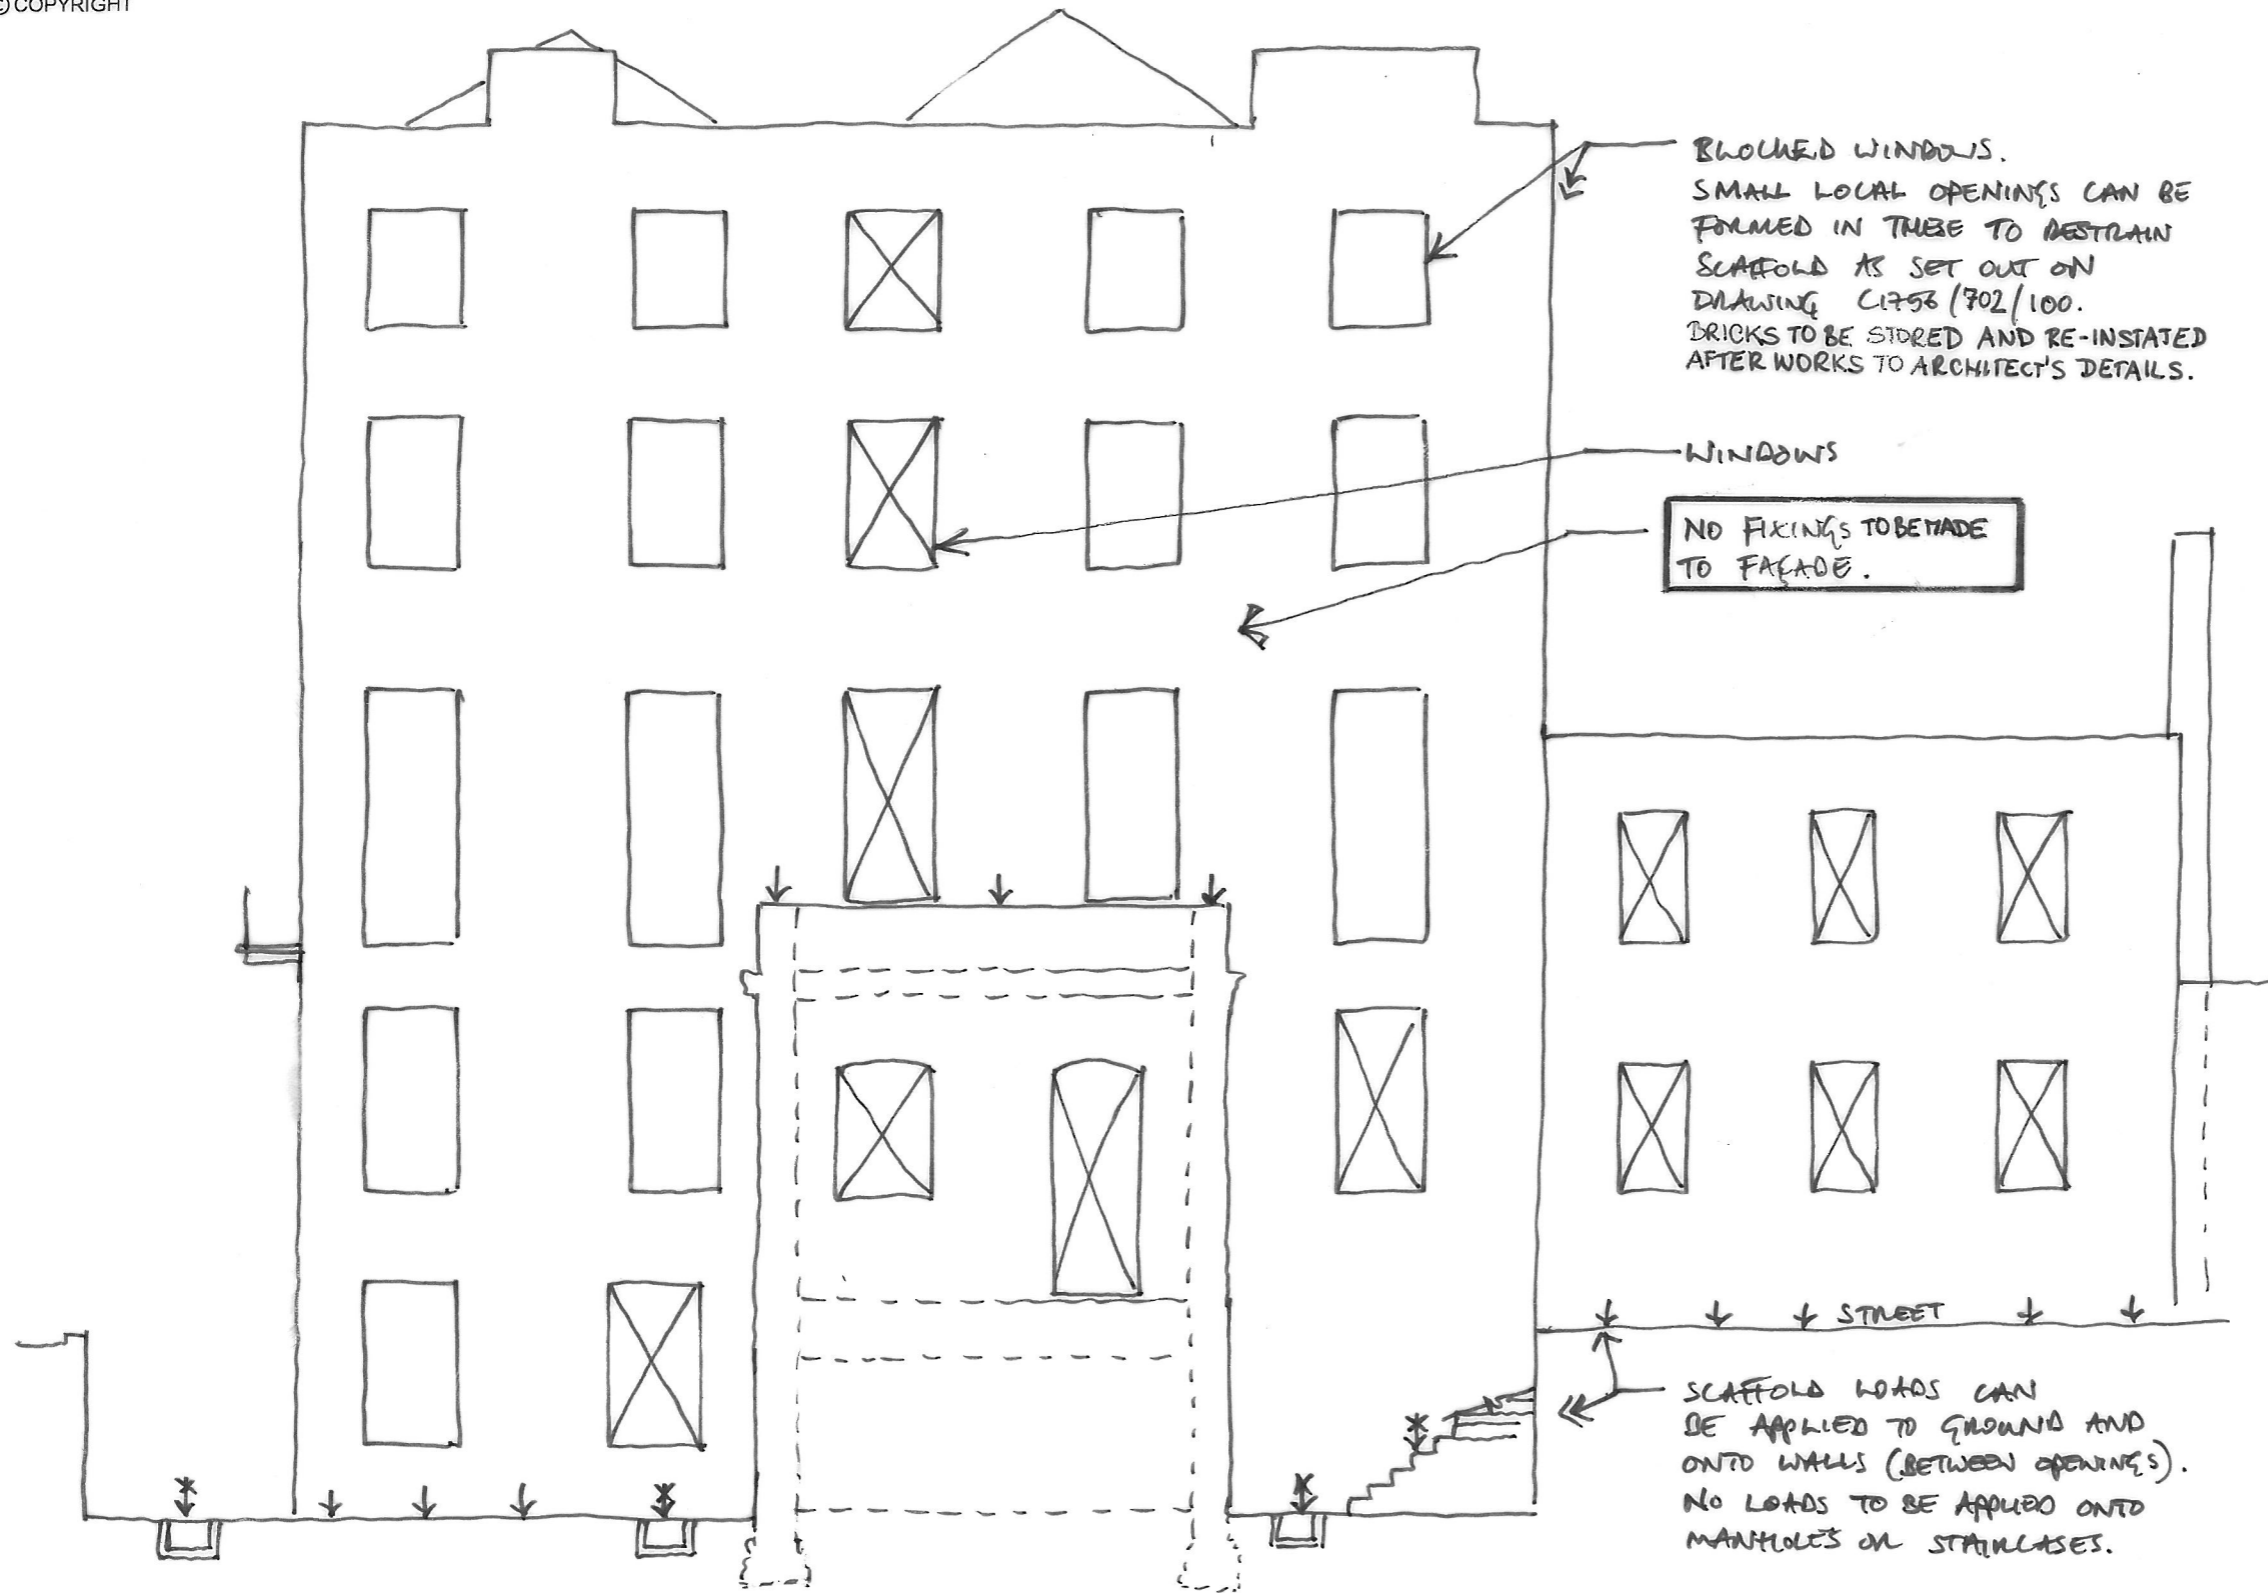 © COPYRIGHT
BLOCKED WINDOWS.
SMALL LOCAL OPENINGS CAN BE
FORMED IN THESE TO RESTRAIN
SCAFFOLD AS SET OUT ON
DRAWING C1756/702/100.
BRICKS TO BE STORED AND RE-INSTATED
AFTER WORKS TO ARCHITECT'S DETAILS.
WINDOWS
NO FIXINGS TO BE MADE
TO FAÇADE.
STREET
SCAFFOLD LOADS CAN
BE APPLIED TO GROUND AND
ONTO WALLS (BETWEEN OPENINGS).
NO LOADS TO BE APPLIED ONTO
MANHOLES OR STAIRCASES.